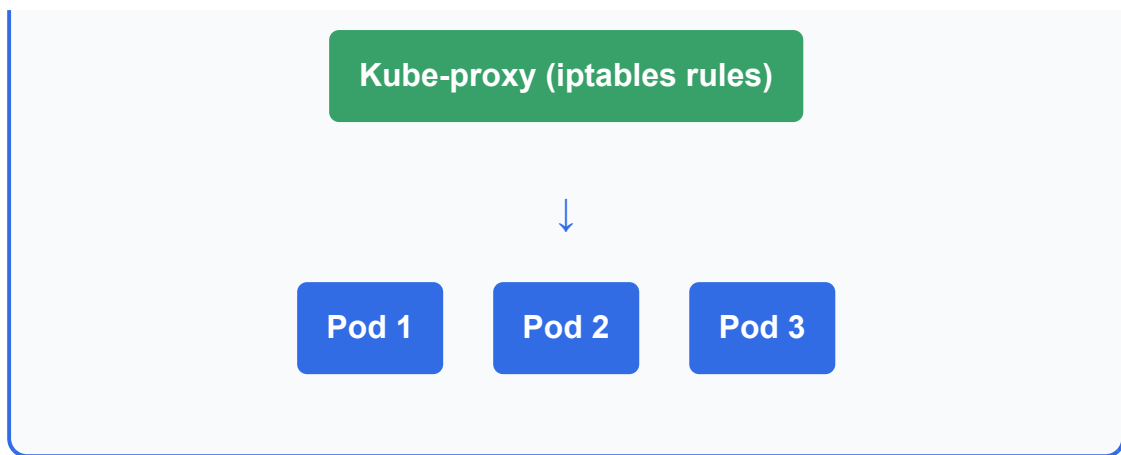 Kube-proxy (iptables rules)
↓
Pod 1 Pod 2 Pod 3